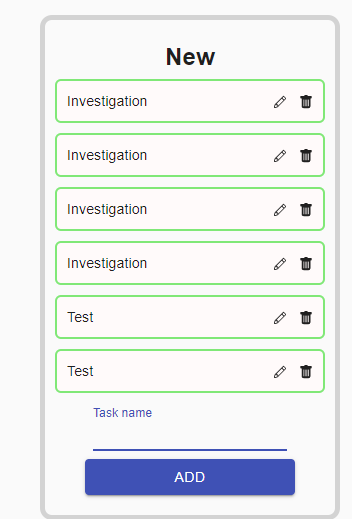 New
Investigation
Investigation
Investigation
Investigation
Test
Test
Task name
ADD